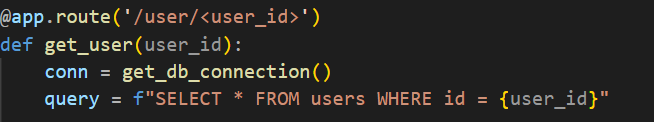 @app.route('/user/<user_id>')
def get_user(user_id):
    conn = get_db_connection()
    query = f"SELECT * FROM users WHERE id = {user_id}"